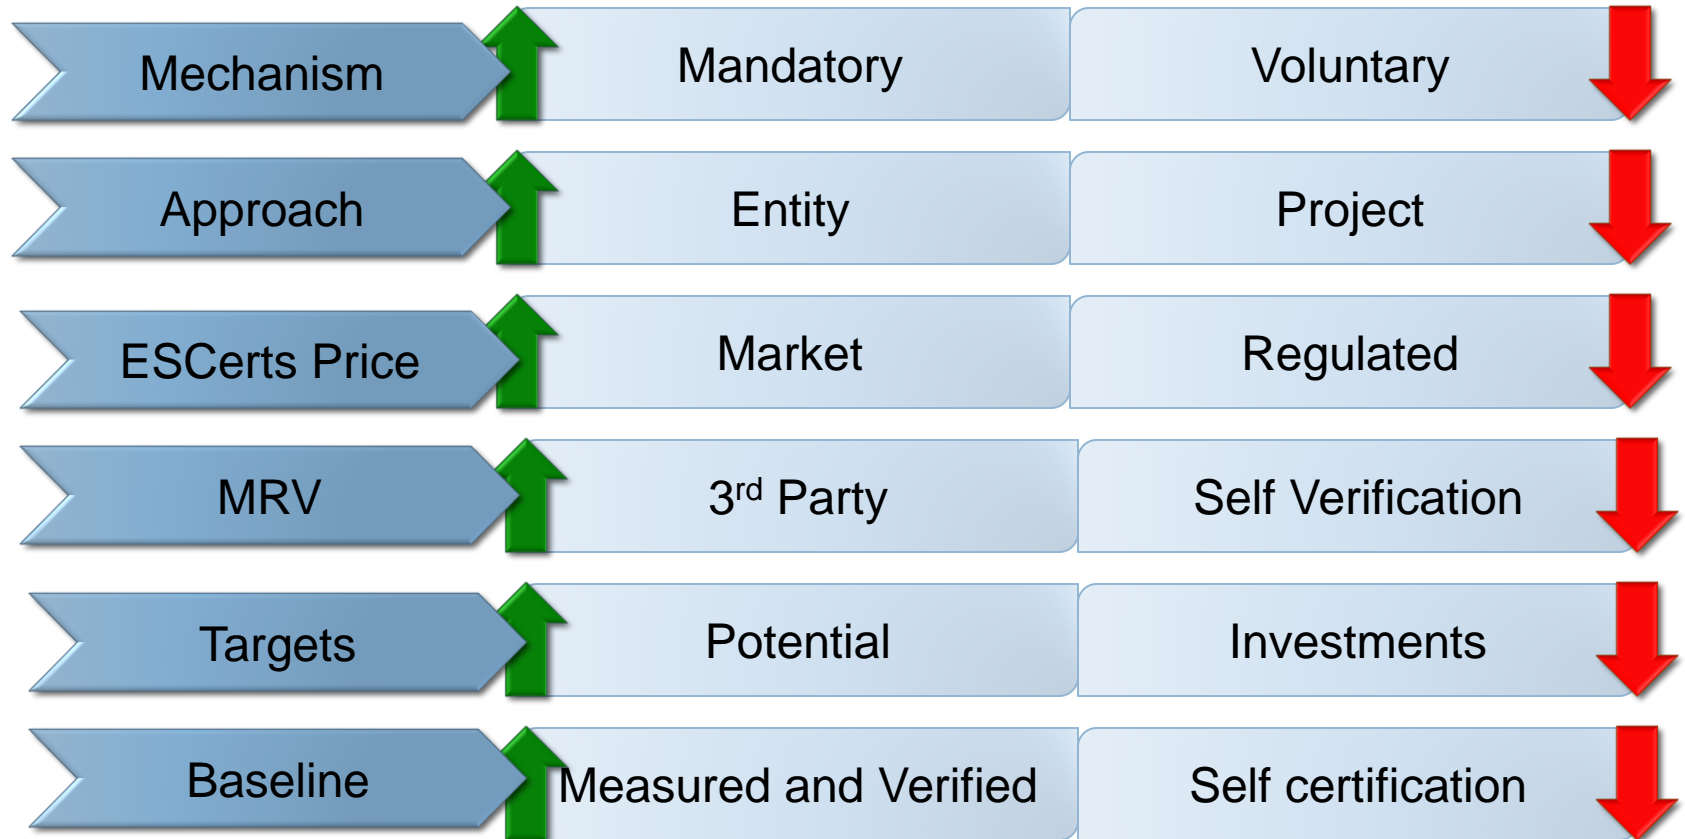 Mechanism Mandatory Voluntary
Approach Entity Project
ESCerts Price Market Regulated
MRV 3rd Party Self Verification
Targets Potential Investments
Baseline Measured and Verified Self certification